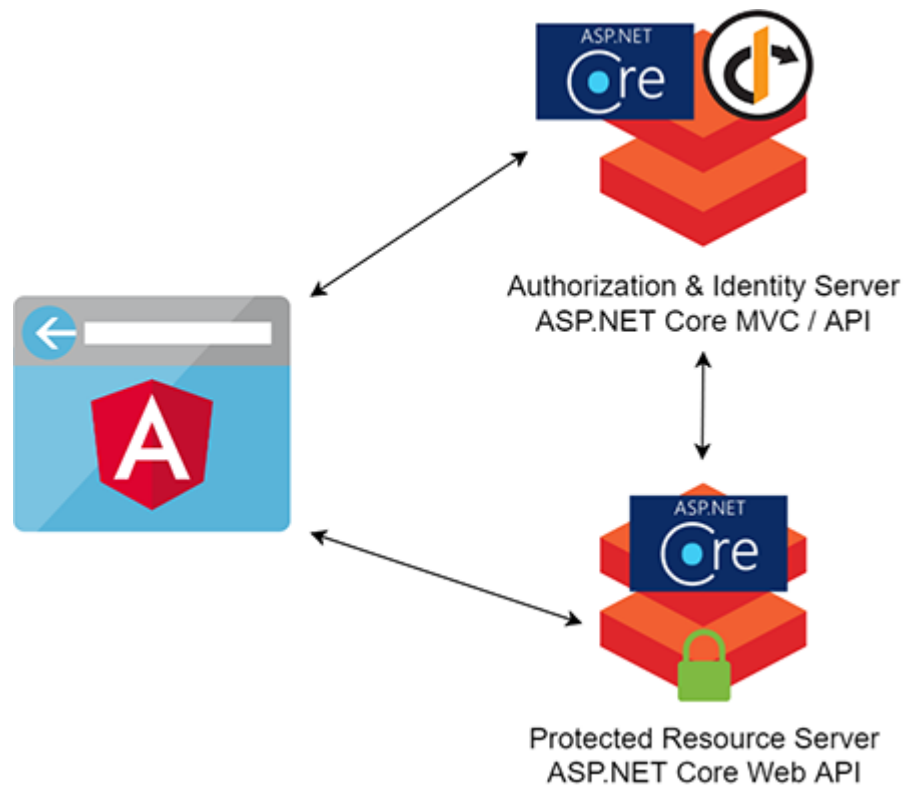 ASP.NET
Core
Authorization & Identity Server
ASP.NET Core MVC / API
A
ASP.NET
Core
Protected Resource Server
ASP.NET Core Web API